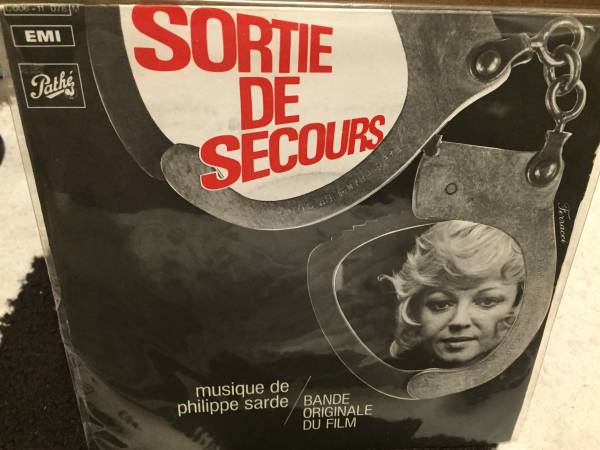 EMI
Pathé
SORTIE
DE
SECOURS
musique de
philippe sarde
BANDE
ORIGINALE
DU FILM